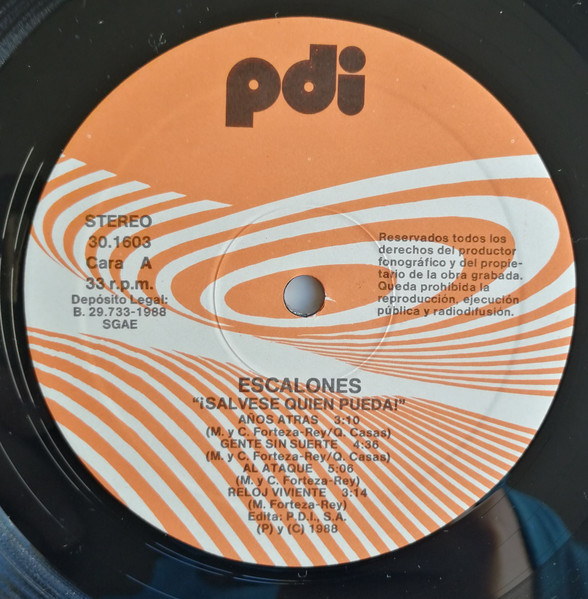 pdi
STEREO
30.1603
Cara A
33 r.p.m.
Depósito Legal:
B. 29.733-1988
SGAE
Reservados todos los
derechos del productor
fonográfico y del propie-
tario de la obra grabada.
Queda prohibida la
reproducción, ejecución
pública y radiodifusión.
ESCALONES
"¡SALVESE QUIEN PUEDA!"
AÑOS ATRAS 3:10
(M. y C. Forteza-Rey/Q. Casas)
GENTE SIN SUERTE 4:36
(M. y C. Forteza-Rey/Q. Casas)
AL ATAQUE 5:06
(M. y C. Forteza-Rey)
RELOJ VIVIENTE 3:14
(M. Forteza-Rey)
Edita: P.D.I., S.A.
(P) y (C) 1988